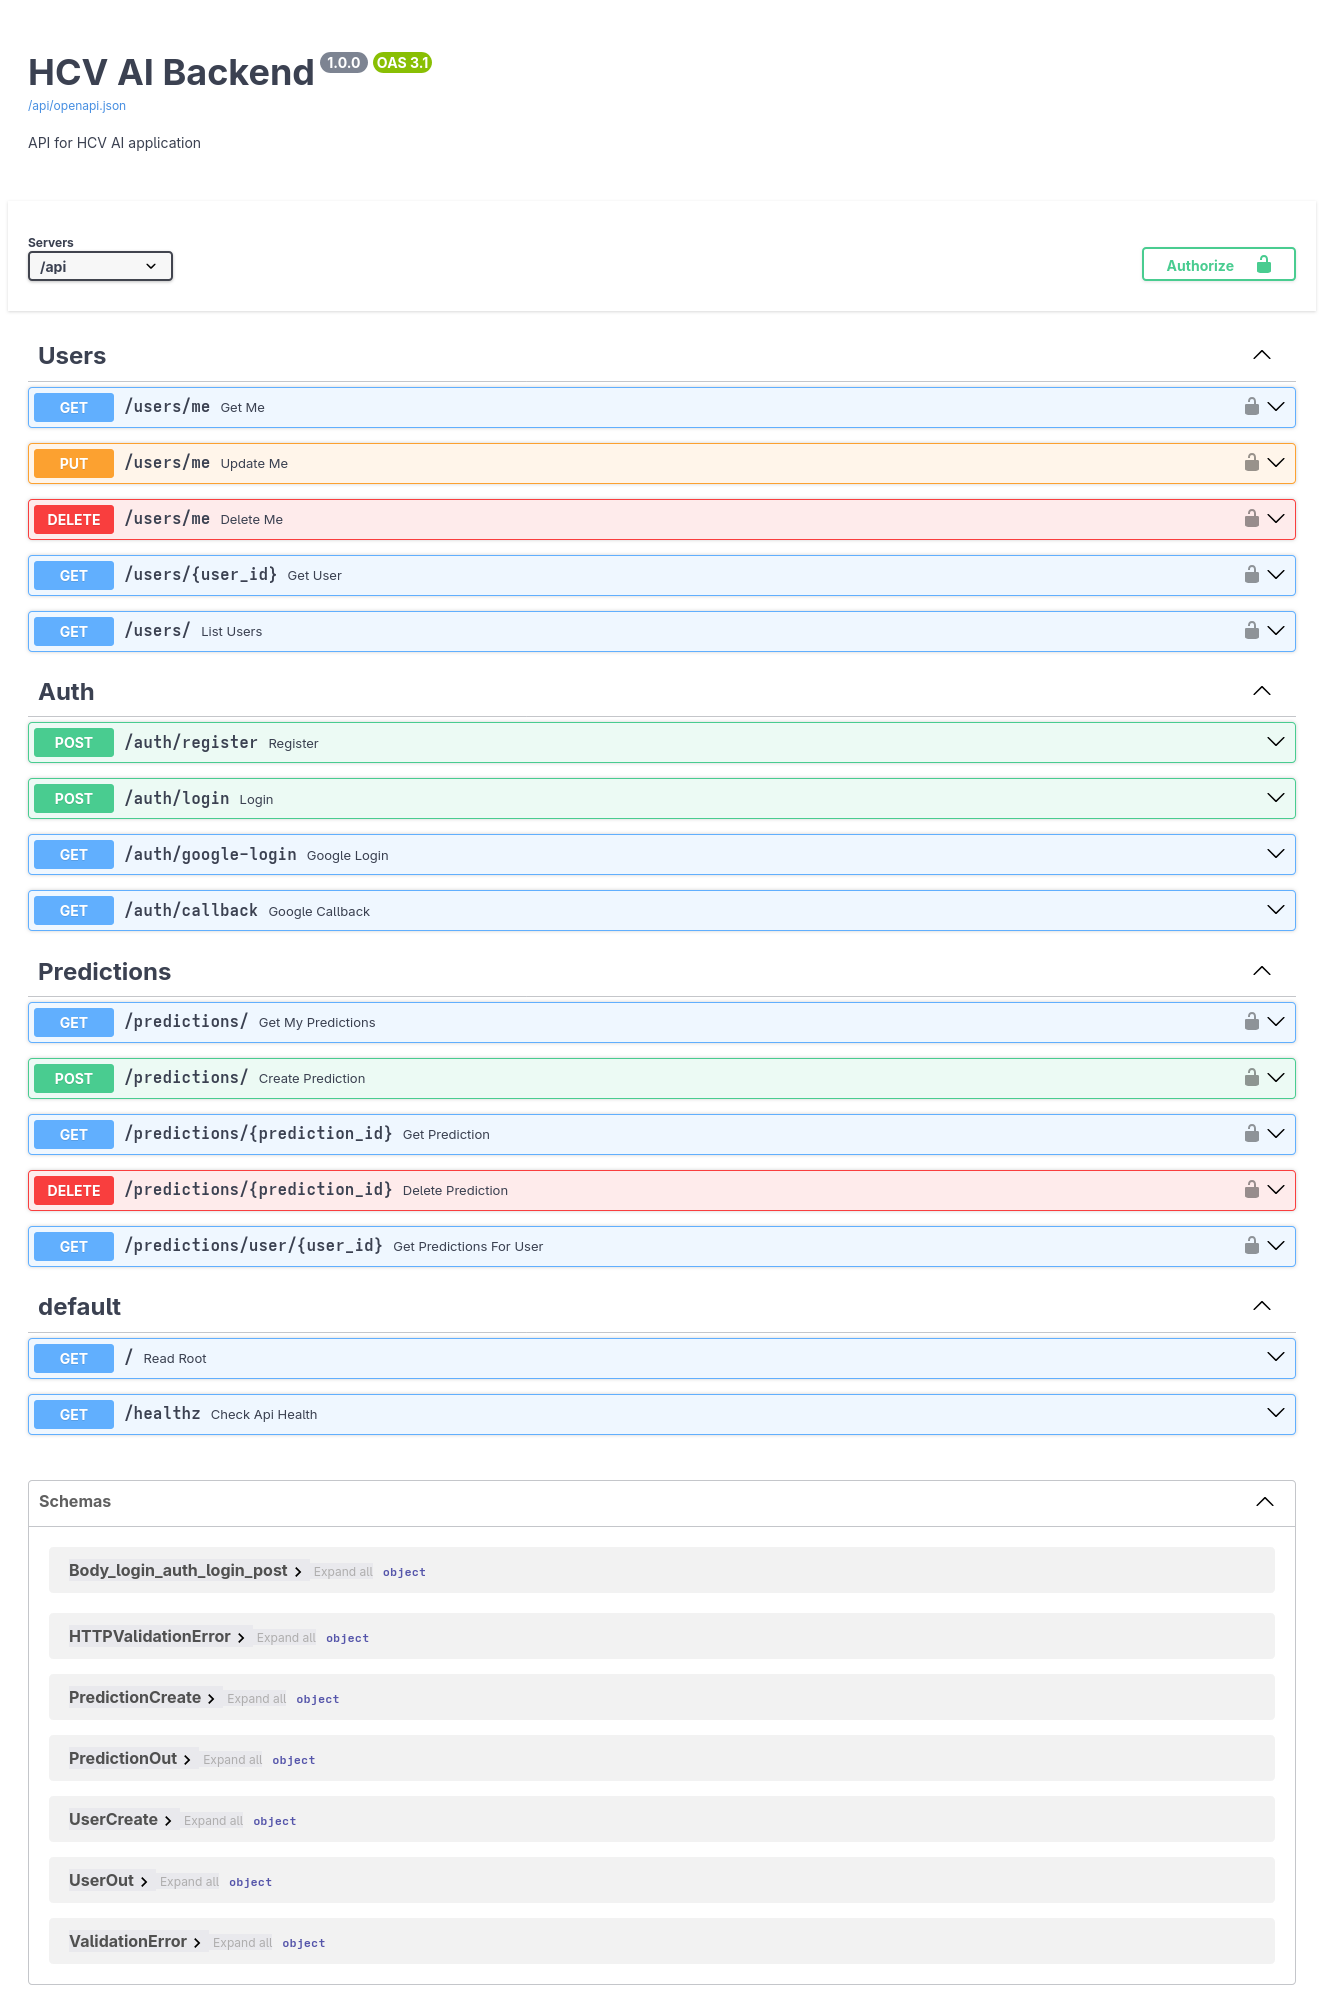 HCV AI Backend 1.0.0 OAS 3.1
/api/openapi.json
API for HCV AI application
Servers
/api
Authorize
Users
GET /users/me Get Me
PUT /users/me Update Me
DELETE /users/me Delete Me
GET /users/{user_id} Get User
GET /users/ List Users
Auth
POST /auth/register Register
POST /auth/login Login
GET /auth/google-login Google Login
GET /auth/callback Google Callback
Predictions
GET /predictions/ Get My Predictions
POST /predictions/ Create Prediction
GET /predictions/{prediction_id} Get Prediction
DELETE /predictions/{prediction_id} Delete Prediction
GET /predictions/user/{user_id} Get Predictions For User
default
GET / Read Root
GET /healthz Check Api Health
Schemas
Body_login_auth_login_post Expand all object
HTTPValidationError Expand all object
PredictionCreate Expand all object
PredictionOut Expand all object
UserCreate Expand all object
UserOut Expand all object
ValidationError Expand all object